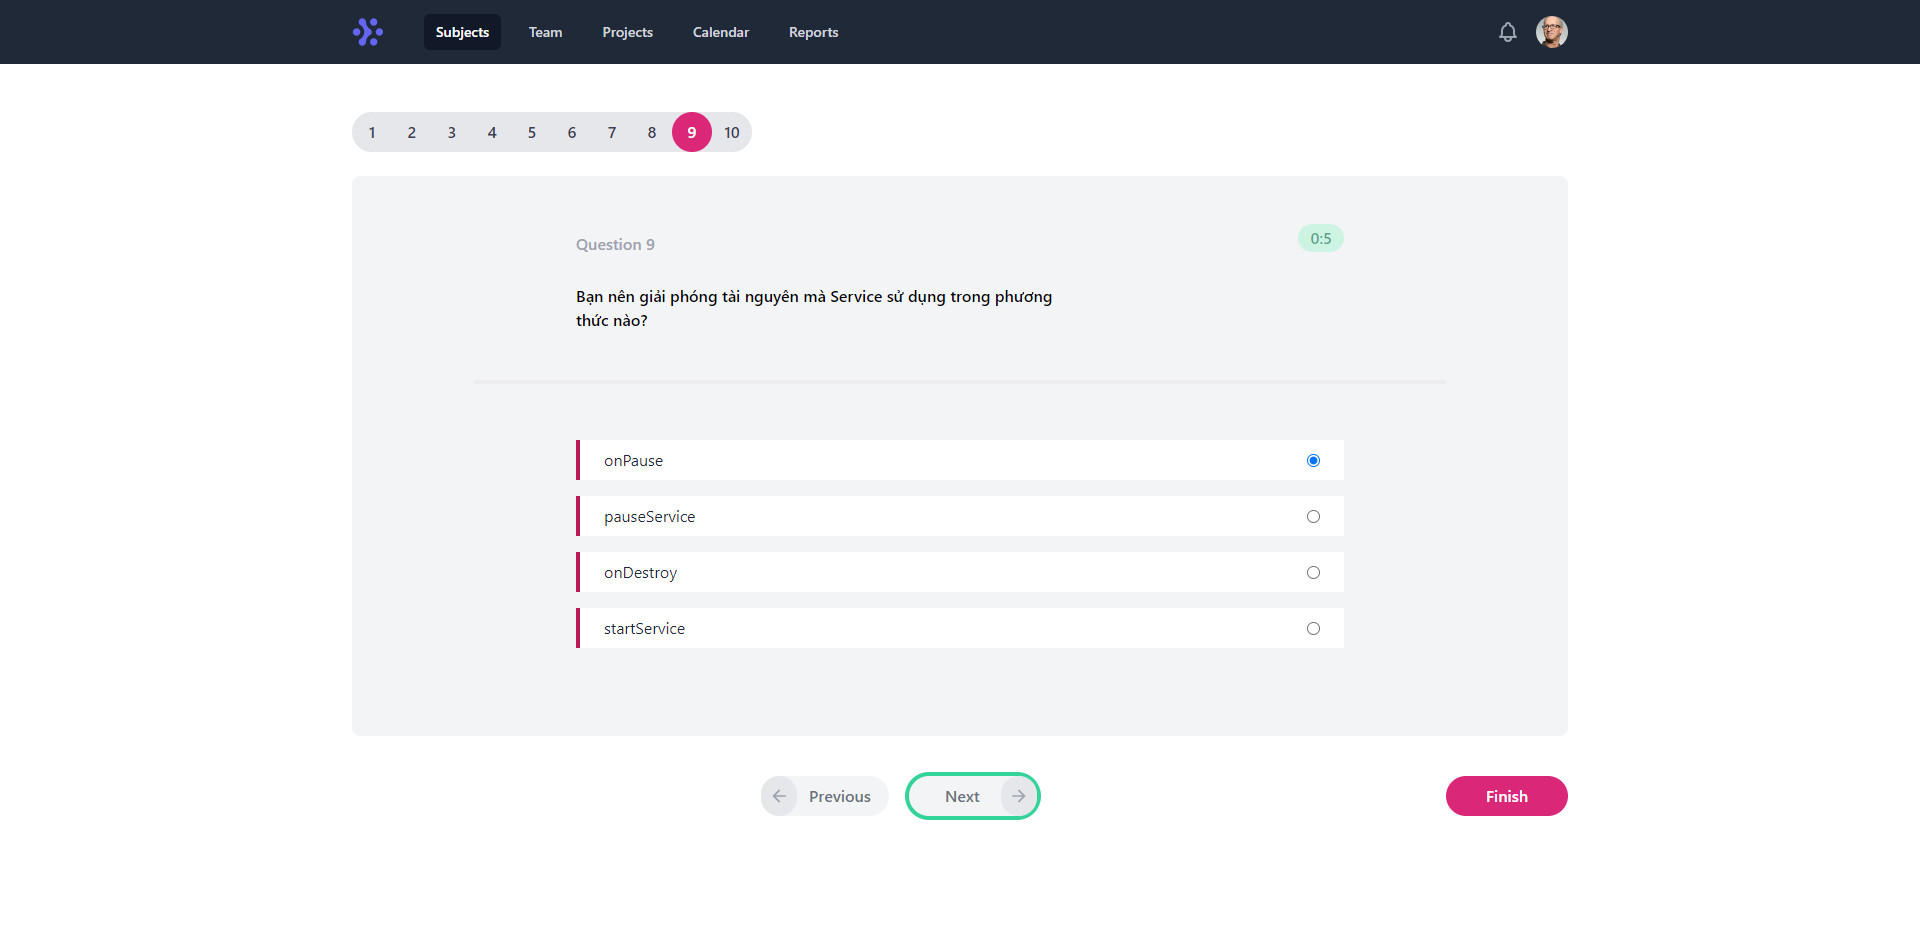 Subjects Team Projects Calendar Reports
1 2 3 4 5 6 7 8 9 10
Question 9
0:5
Bạn nên giải phóng tài nguyên mà Service sử dụng trong phương
thức nào?
onPause
pauseService
onDestroy
startService
Previous
Next
Finish